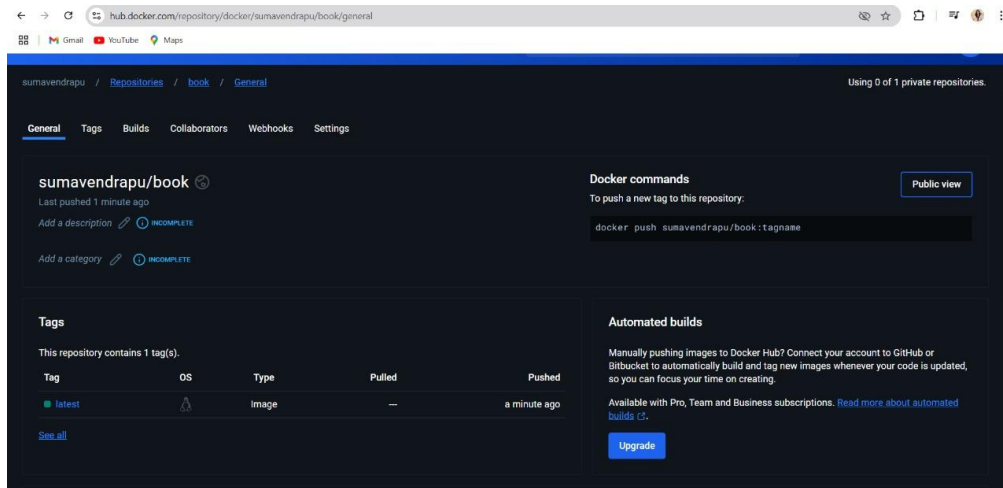 hub.docker.com/repository/docker/sumavendrapu/book/general
Gmail YouTube Maps
sumavendrapu / Repositories / book / General
Using 0 of 1 private repositories.
General Tags Builds Collaborators Webhooks Settings
sumavendrapu/book
Last pushed 1 minute ago
Add a description INCOMPLETE
Add a category INCOMPLETE
Docker commands
Public view
To push a new tag to this repository:
docker push sumavendrapu/book:tagname
Tags
This repository contains 1 tag(s).
Tag OS Type Pulled Pushed
latest Image --- a minute ago
See all
Automated builds
Manually pushing images to Docker Hub? Connect your account to GitHub or
Bitbucket to automatically build and tag new images whenever your code is updated,
so you can focus your time on creating.
Available with Pro, Team and Business subscriptions. Read more about automated
builds.
Upgrade